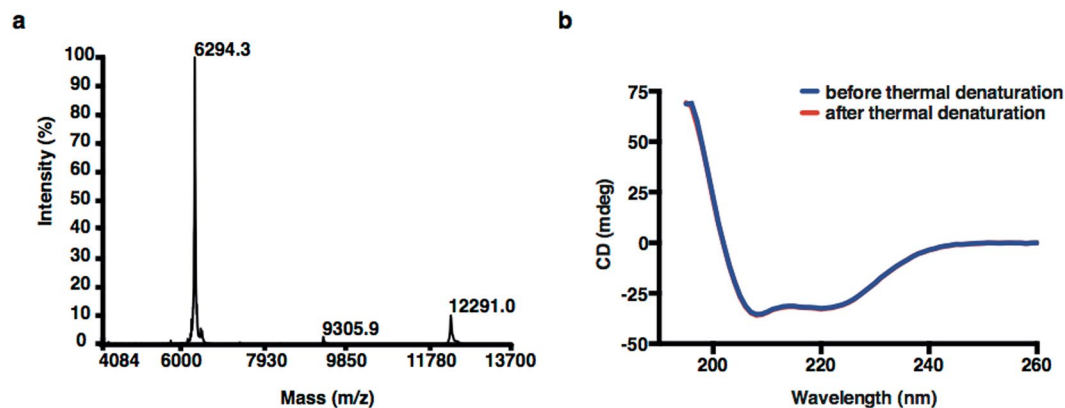 a
6294.3
100
90
80
70
60
50
40
30
20
10
0
Intensity (%)
9305.9
12291.0
4084 6000 7930 9850 11780 13700
Mass (m/z)
b
before thermal denaturation
after thermal denaturation
75
50
25
0
-25
-50
CD (mdeg)
200 220 240 260
Wavelength (nm)